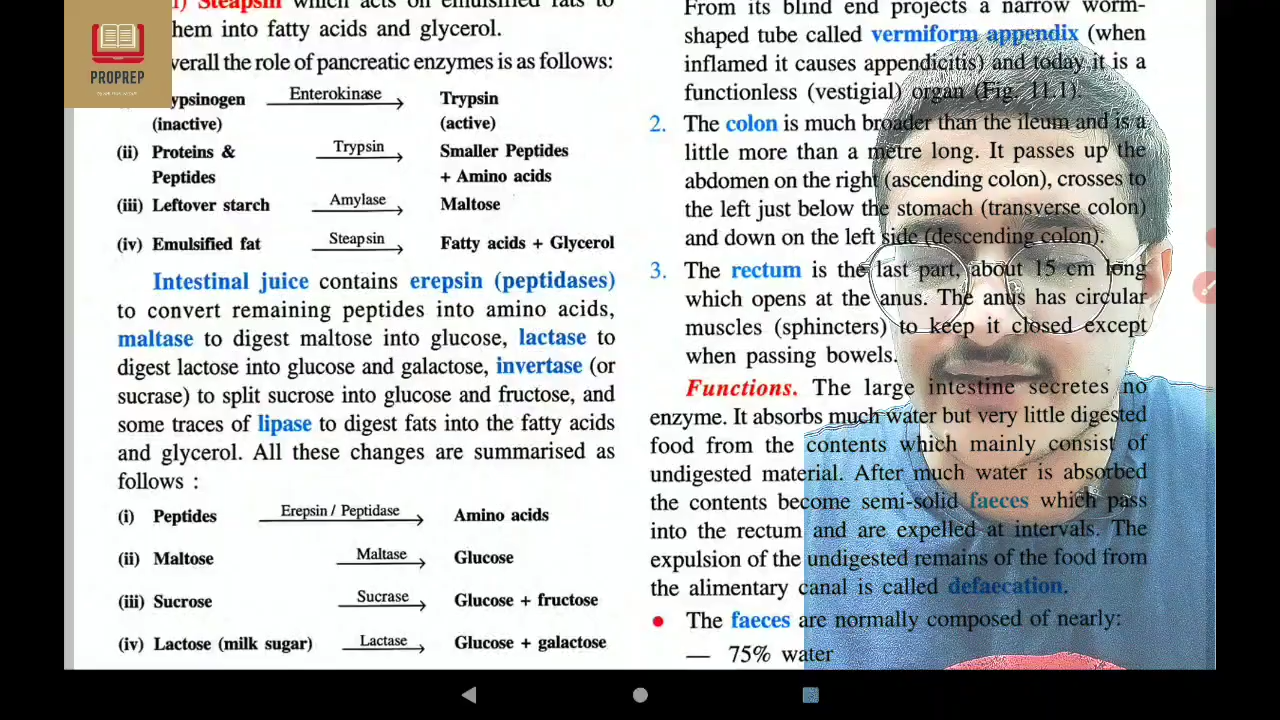 PROPREP
Steapsin which acts on emulsified fats to
them into fatty acids and glycerol.
verall the role of pancreatic enzymes is as follows:
ypsinogen Enterokinase Trypsin
(inactive) (active)
(ii) Proteins & Trypsin Smaller Peptides
Peptides + Amino acids
(iii) Leftover starch Amylase Maltose
(iv) Emulsified fat Steapsin Fatty acids + Glycerol
Intestinal juice contains erepsin (peptidases)
to convert remaining peptides into amino acids,
maltase to digest maltose into glucose, lactase to
digest lactose into glucose and galactose, invertase (or
sucrase) to split sucrose into glucose and fructose, and
some traces of lipase to digest fats into the fatty acids
and glycerol. All these changes are summarised as
follows :
(i) Peptides Erepsin / Peptidase Amino acids
(ii) Maltose Maltase Glucose
(iii) Sucrose Sucrase Glucose + fructose
(iv) Lactose (milk sugar) Lactase Glucose + galactose
From its blind end projects a narrow worm-
shaped tube called vermiform appendix (when
inflamed it causes appendicitis) and today it is a
functionless (vestigial) organ (Fig. 11.1).
2. The colon is much broader than the ileum and is a
little more than a metre long. It passes up the
abdomen on the right (ascending colon), crosses to
the left just below the stomach (transverse colon)
and down on the left side (descending colon).
3. The rectum is the last part, about 15 cm long
which opens at the anus. The anus has circular
muscles (sphincters) to keep it closed except
when passing bowels.
Functions. The large intestine secretes no
enzyme. It absorbs much water but very little digested
food from the contents which mainly consist of
undigested material. After much water is absorbed
the contents become semi-solid faeces which pass
into the rectum and are expelled at intervals. The
expulsion of the undigested remains of the food from
the alimentary canal is called defaecation.
• The faeces are normally composed of nearly:
— 75% water